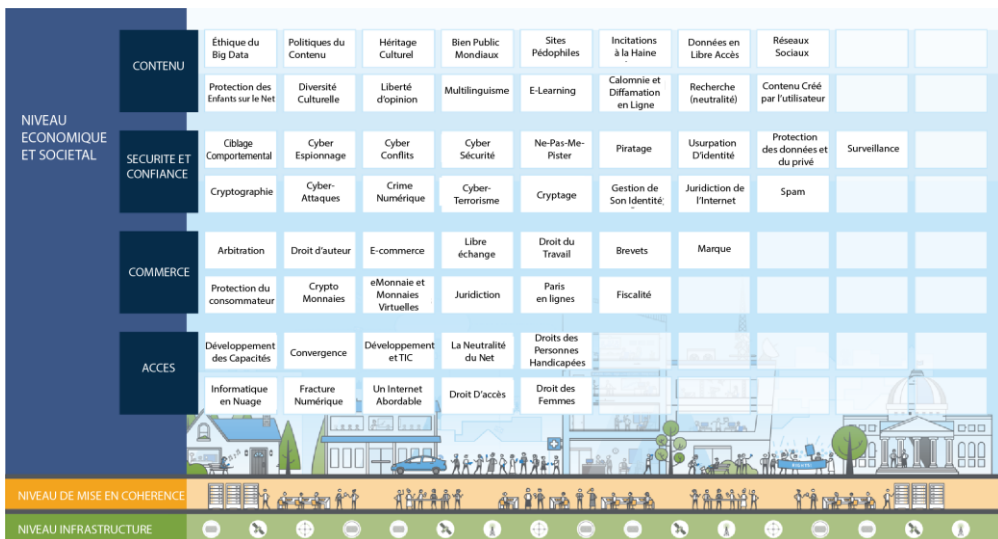 NIVEAU
ECONOMIQUE
ET SOCIETAL
CONTENU
Éthique du
Big Data
Politiques du
Contenu
Héritage
Culturel
Bien Public
Mondiaux
Sites
Pédophiles
Incitations
à la Haine
Données en
Libre Accès
Réseaux
Sociaux
Protection des
Enfants sur le Net
Diversité
Culturelle
Liberté
d'opinion
Multilinguisme
E-Learning
Calomnie et
Diffamation
en Ligne
Recherche
(neutralité)
Contenu Créé
par l'utilisateur
SECURITE ET
CONFIANCE
Ciblage
Comportemental
Cyber
Espionnage
Cyber
Conflits
Cyber
Sécurité
Ne-Pas-Me-
Pister
Piratage
Usurpation
D'identité
Protection
des données et
du privé
Surveillance
Cryptographie
Cyber-
Attaques
Crime
Numérique
Cyber-
Terrorisme
Cryptage
Gestion de
Son Identité;
Juridiction de
l'Internet
Spam
COMMERCE
Arbitration
Droit d'auteur
E-commerce
Libre
échange
Droit du
Travail
Brevets
Marque
Protection du
consommateur
Crypto
Monnaies
eMonnaie et
Monnaies
Virtuelles
Juridiction
Paris
en lignes
Fiscalité
ACCES
Développement
des Capacités
Convergence
Développement
et TIC
La Neutralité
du Net
Droits des
Personnes
Handicapées
Informatique
en Nuage
Fracture
Numérique
Un Internet
Abordable
Droit D'accès
Droit des
Femmes
NIVEAU DE MISE EN COHERENCE
NIVEAU INFRASTRUCTURE